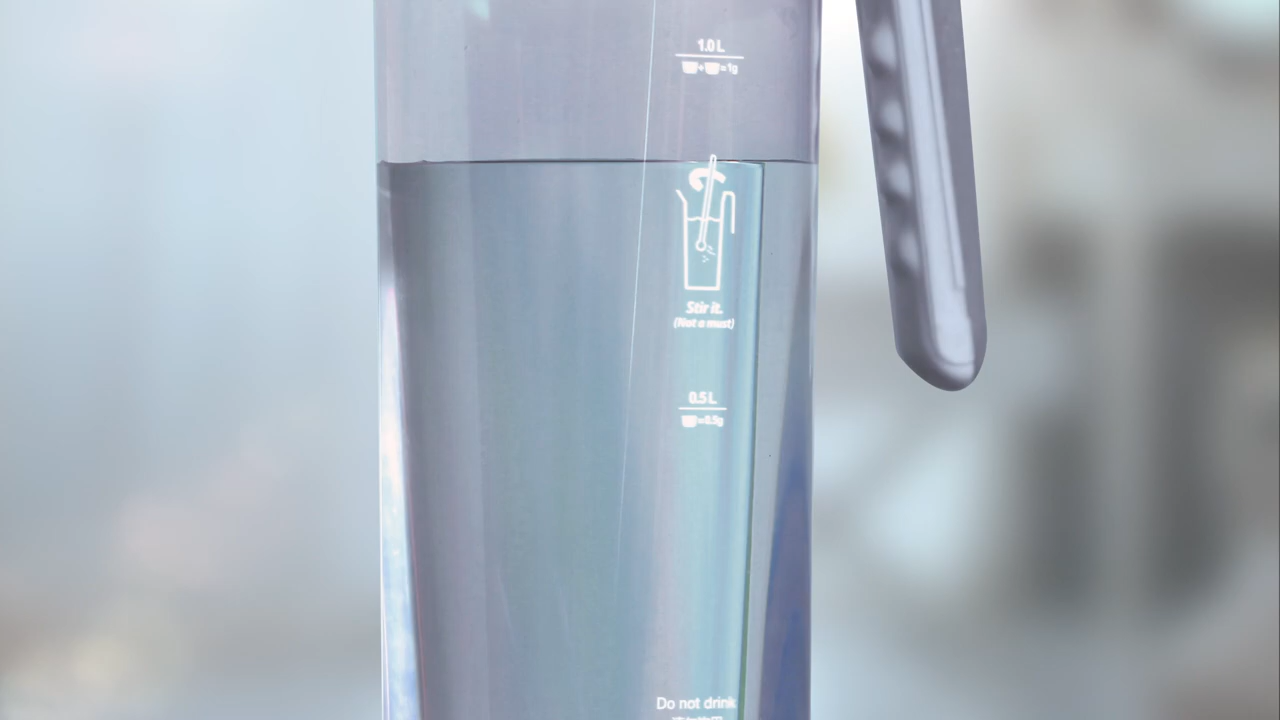 1.0 L
+ =1g
Stir it.
(Not a must)
0.5 L
=0.5g
Do not drink